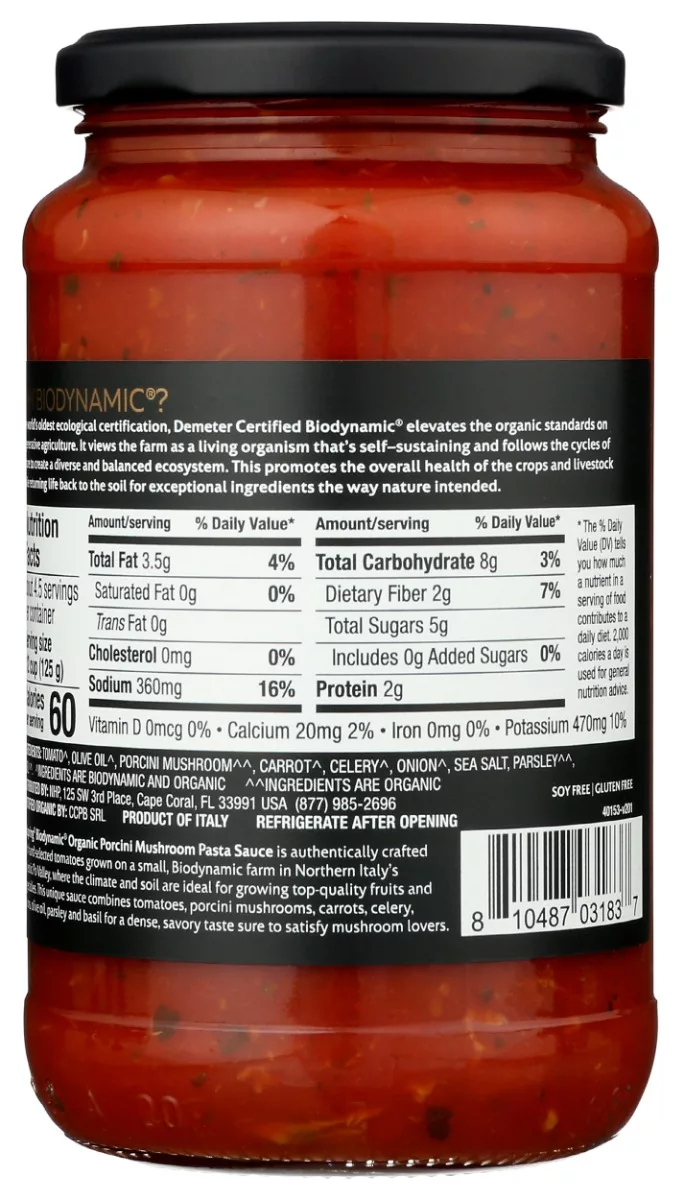 BIODYNAMIC®?
oldest ecological certification, Demeter Certified Biodynamic® elevates the organic standards on
agriculture. It views the farm as a living organism that's self-sustaining and follows the cycles of
create a diverse and balanced ecosystem. This promotes the overall health of the crops and livestock
returning life back to the soil for exceptional ingredients the way nature intended.
Amount/serving % Daily Value* Amount/serving % Daily Value*
Total Fat 3.5g 4% Total Carbohydrate 8g 3%
4.5 servings Saturated Fat 0g 0% Dietary Fiber 2g 7%
container Trans Fat 0g Total Sugars 5g
size Cholesterol 0mg 0% Includes 0g Added Sugars 0%
cup (125 g) Sodium 360mg 16% Protein 2g
60 Vitamin D 0mcg 0% • Calcium 20mg 2% • Iron 0mg 0% • Potassium 470mg 10%
* The % Daily
Value (DV) tells
you how much
a nutrient in a
serving of food
contributes to a
daily diet. 2,000
calories a day is
used for general
nutrition advice.
TOMATO^, OLIVE OIL^, PORCINI MUSHROOM^^, CARROT^, CELERY^, ONION^, SEA SALT, PARSLEY^^,
^INGREDIENTS ARE BIODYNAMIC AND ORGANIC ^^INGREDIENTS ARE ORGANIC
BY: NHP, 125 SW 3rd Place, Cape Coral, FL 33991 USA (877) 985-2696
ORGANIC BY: CCPB SRL PRODUCT OF ITALY REFRIGERATE AFTER OPENING
SOY FREE | GLUTEN FREE
40153-v201
Biodynamic® Organic Porcini Mushroom Pasta Sauce is authentically crafted
selected tomatoes grown on a small, Biodynamic farm in Northern Italy's
Valley, where the climate and soil are ideal for growing top-quality fruits and
This unique sauce combines tomatoes, porcini mushrooms, carrots, celery,
olive oil, parsley and basil for a dense, savory taste sure to satisfy mushroom lovers.
8 10487 03183 7